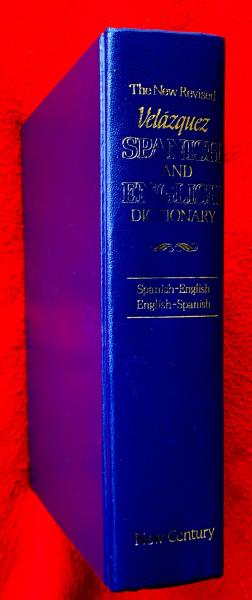 The New Revised
Velázquez
SPANISH
AND
ENGLISH
DICTIONARY
Spanish-English
English-Spanish
New Century